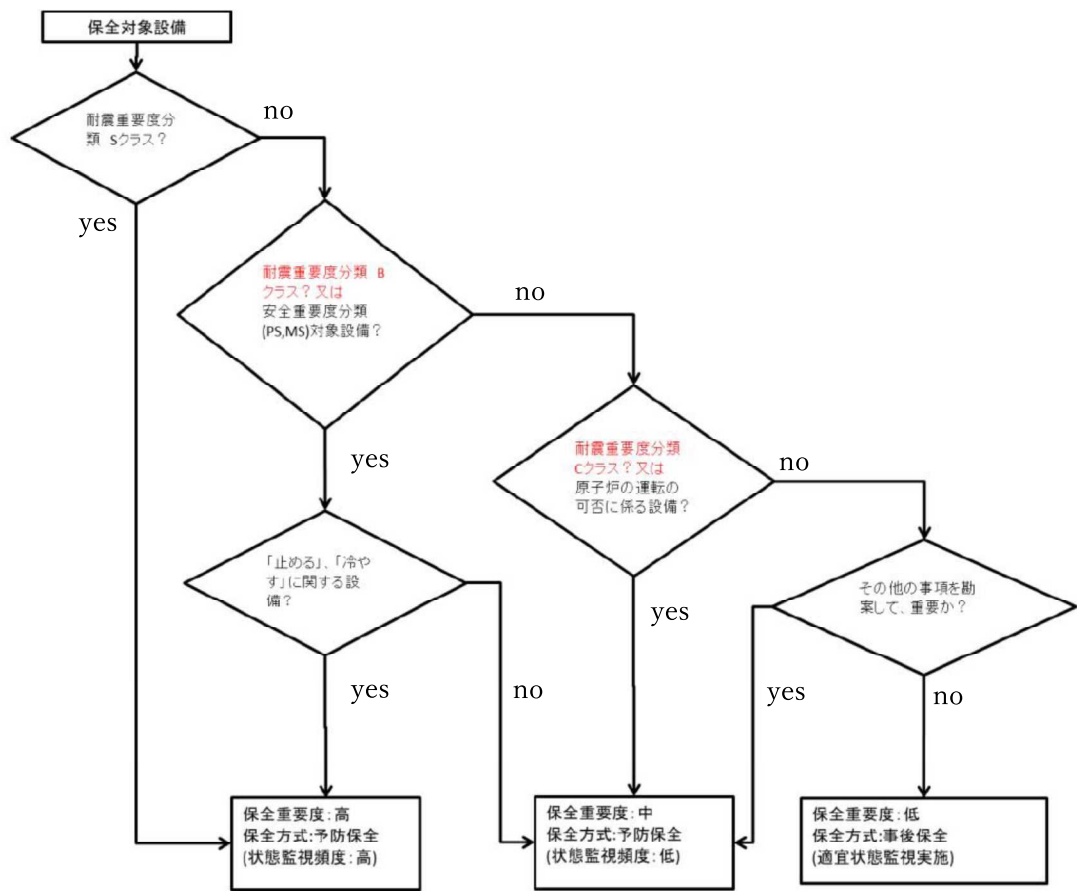 保全対象設備
耐震重要度分
類 Sクラス？
no
yes
耐震重要度分類 B
クラス？又は
安全重要度分類
(PS,MS)対象設備？
no
yes
耐震重要度分類
Cクラス？又は
原子炉の運転の
可否に係る設備？
no
yes
「止める」、「冷や
す」に関する設
備？
yes
no
その他の事項を勘
案して、重要か？
yes
no
保全重要度：高
保全方式:予防保全
(状態監視頻度：高)
保全重要度：中
保全方式:予防保全
(状態監視頻度：低)
保全重要度：低
保全方式:事後保全
(適宜状態監視実施)